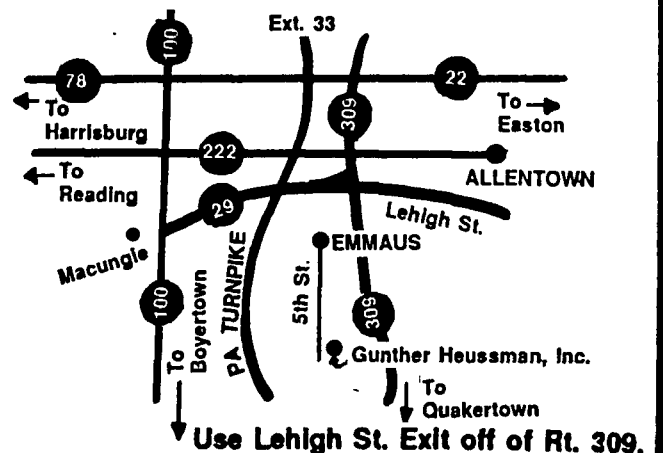 Ext. 33
100
78
22
To
Harrisburg
309
To
Easton
222
To
Reading
ALLENTOWN
29
Lehigh St.
Macungie
EMMAUS
PA TURNPIKE
5th St.
100
309
To
Boyertown
Gunther Heussman, Inc.
To
Quakertown
Use Lehigh St. Exit off of Rt. 309.